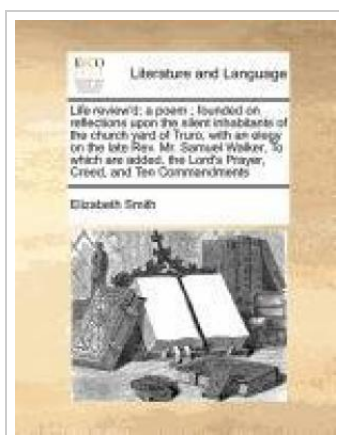 ECCO
Literature and Language
Life review'd; a poem ; founded on
reflections upon the silent inhabitants of
the church yard of Truro, with an elegy
on the late Rev. Mr. Samuel Walker. To
which are added, the Lord's Prayer,
Creed, and Ten Commandments
Elizabeth Smith